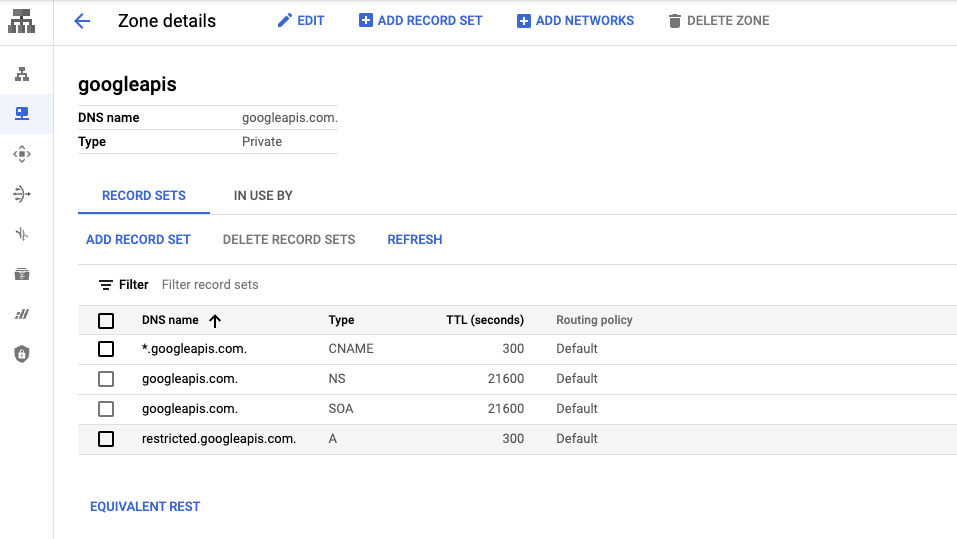 Zone details EDIT ADD RECORD SET ADD NETWORKS DELETE ZONE
googleapis
DNS name googleapis.com.
Type Private
RECORD SETS IN USE BY
ADD RECORD SET DELETE RECORD SETS REFRESH
Filter Filter record sets
DNS name Type TTL (seconds) Routing policy
*.googleapis.com. CNAME 300 Default
googleapis.com. NS 21600 Default
googleapis.com. SOA 21600 Default
restricted.googleapis.com. A 300 Default
EQUIVALENT REST